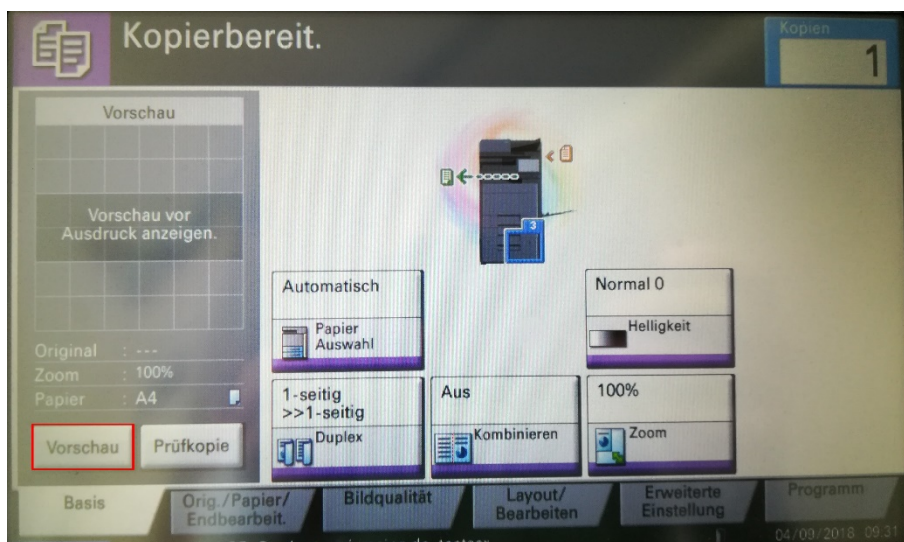 Kopierbereit.
Kopien
1
Vorschau
Vorschau vor
Ausdruck anzeigen.
Original : ---
Zoom : 100%
Papier : A4
Vorschau
Prüfkopie
3
Automatisch
Papier
Auswahl
Normal 0
Helligkeit
1-seitig
>>1-seitig
Duplex
Aus
Kombinieren
100%
Zoom
Basis
Orig./Papier/
Endbearbeit.
Bildqualität
Layout/
Bearbeiten
Erweiterte
Einstellung
Programm
04/09/2018 09:31